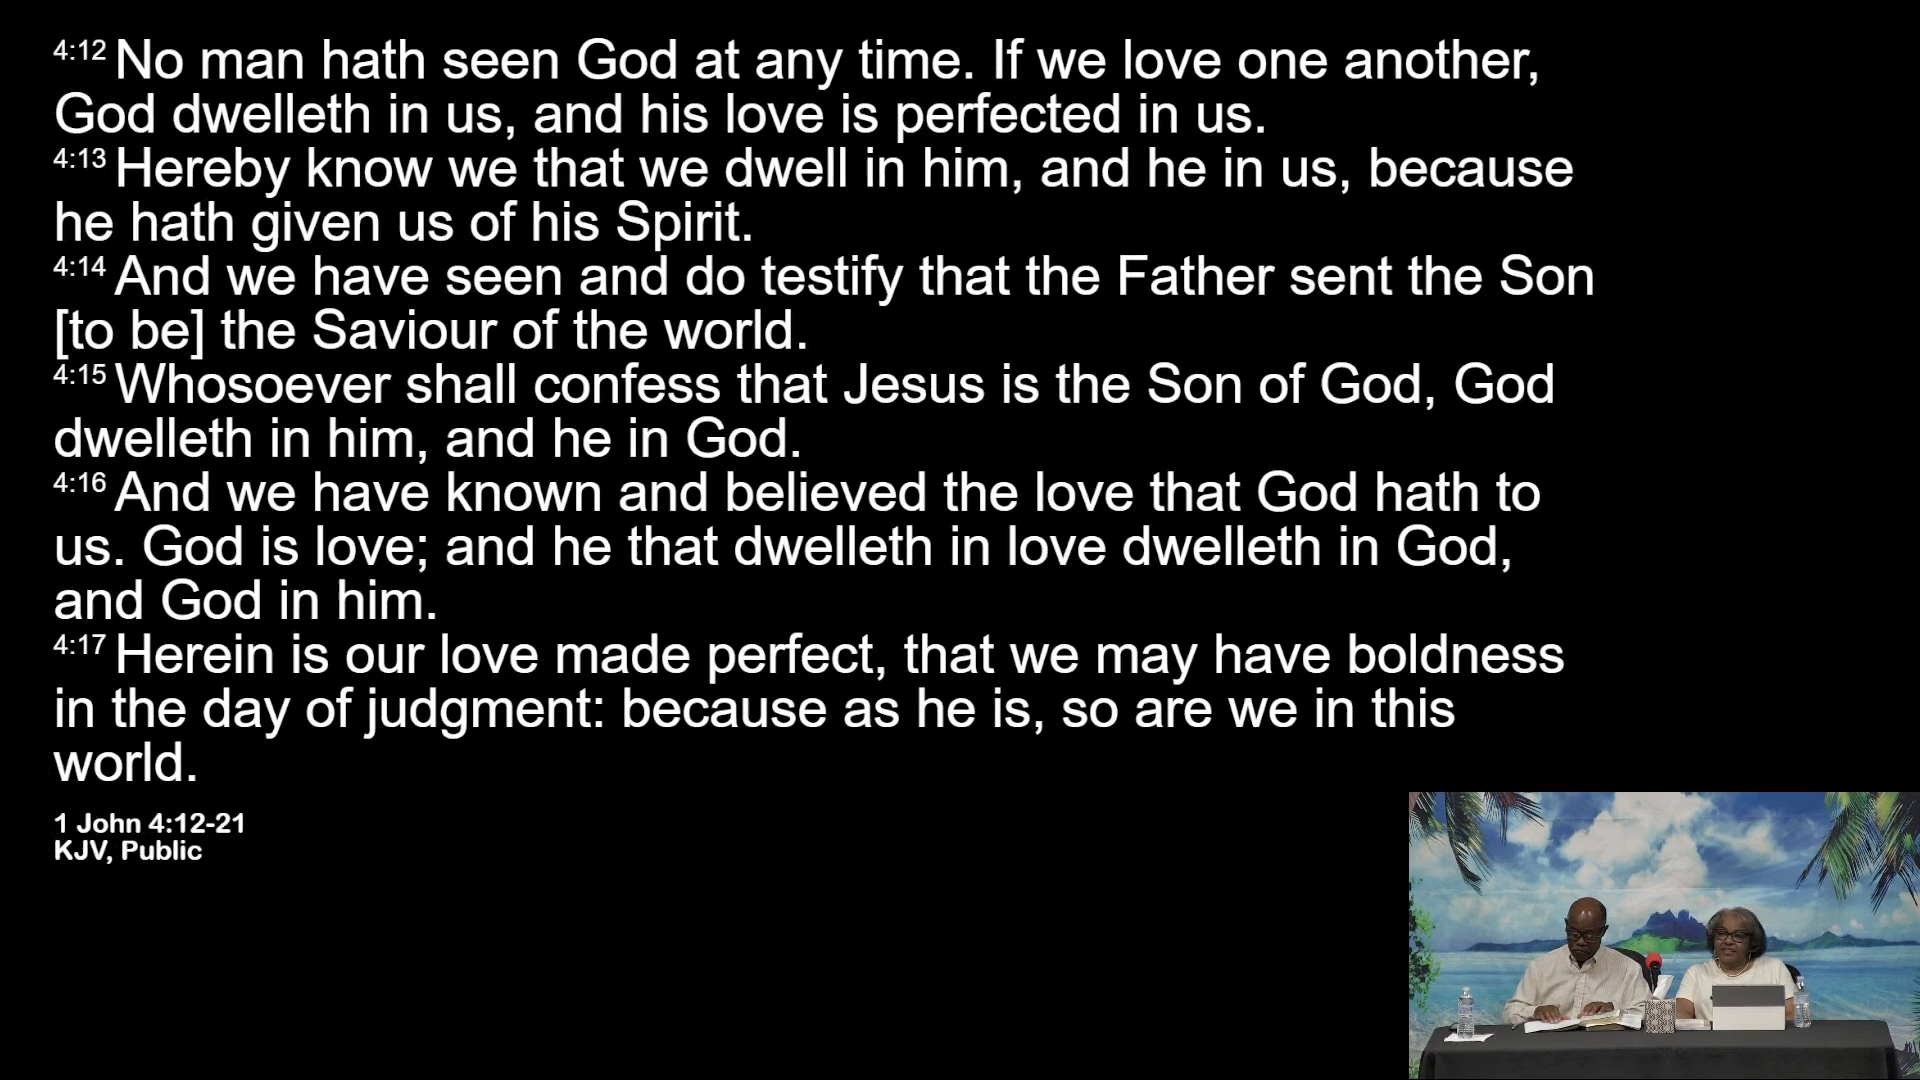 4:12 No man hath seen God at any time. If we love one another,
God dwelleth in us, and his love is perfected in us.
4:13 Hereby know we that we dwell in him, and he in us, because
he hath given us of his Spirit.
4:14 And we have seen and do testify that the Father sent the Son
[to be] the Saviour of the world.
4:15 Whosoever shall confess that Jesus is the Son of God, God
dwelleth in him, and he in God.
4:16 And we have known and believed the love that God hath to
us. God is love; and he that dwelleth in love dwelleth in God,
and God in him.
4:17 Herein is our love made perfect, that we may have boldness
in the day of judgment: because as he is, so are we in this
world.
1 John 4:12-21
KJV, Public